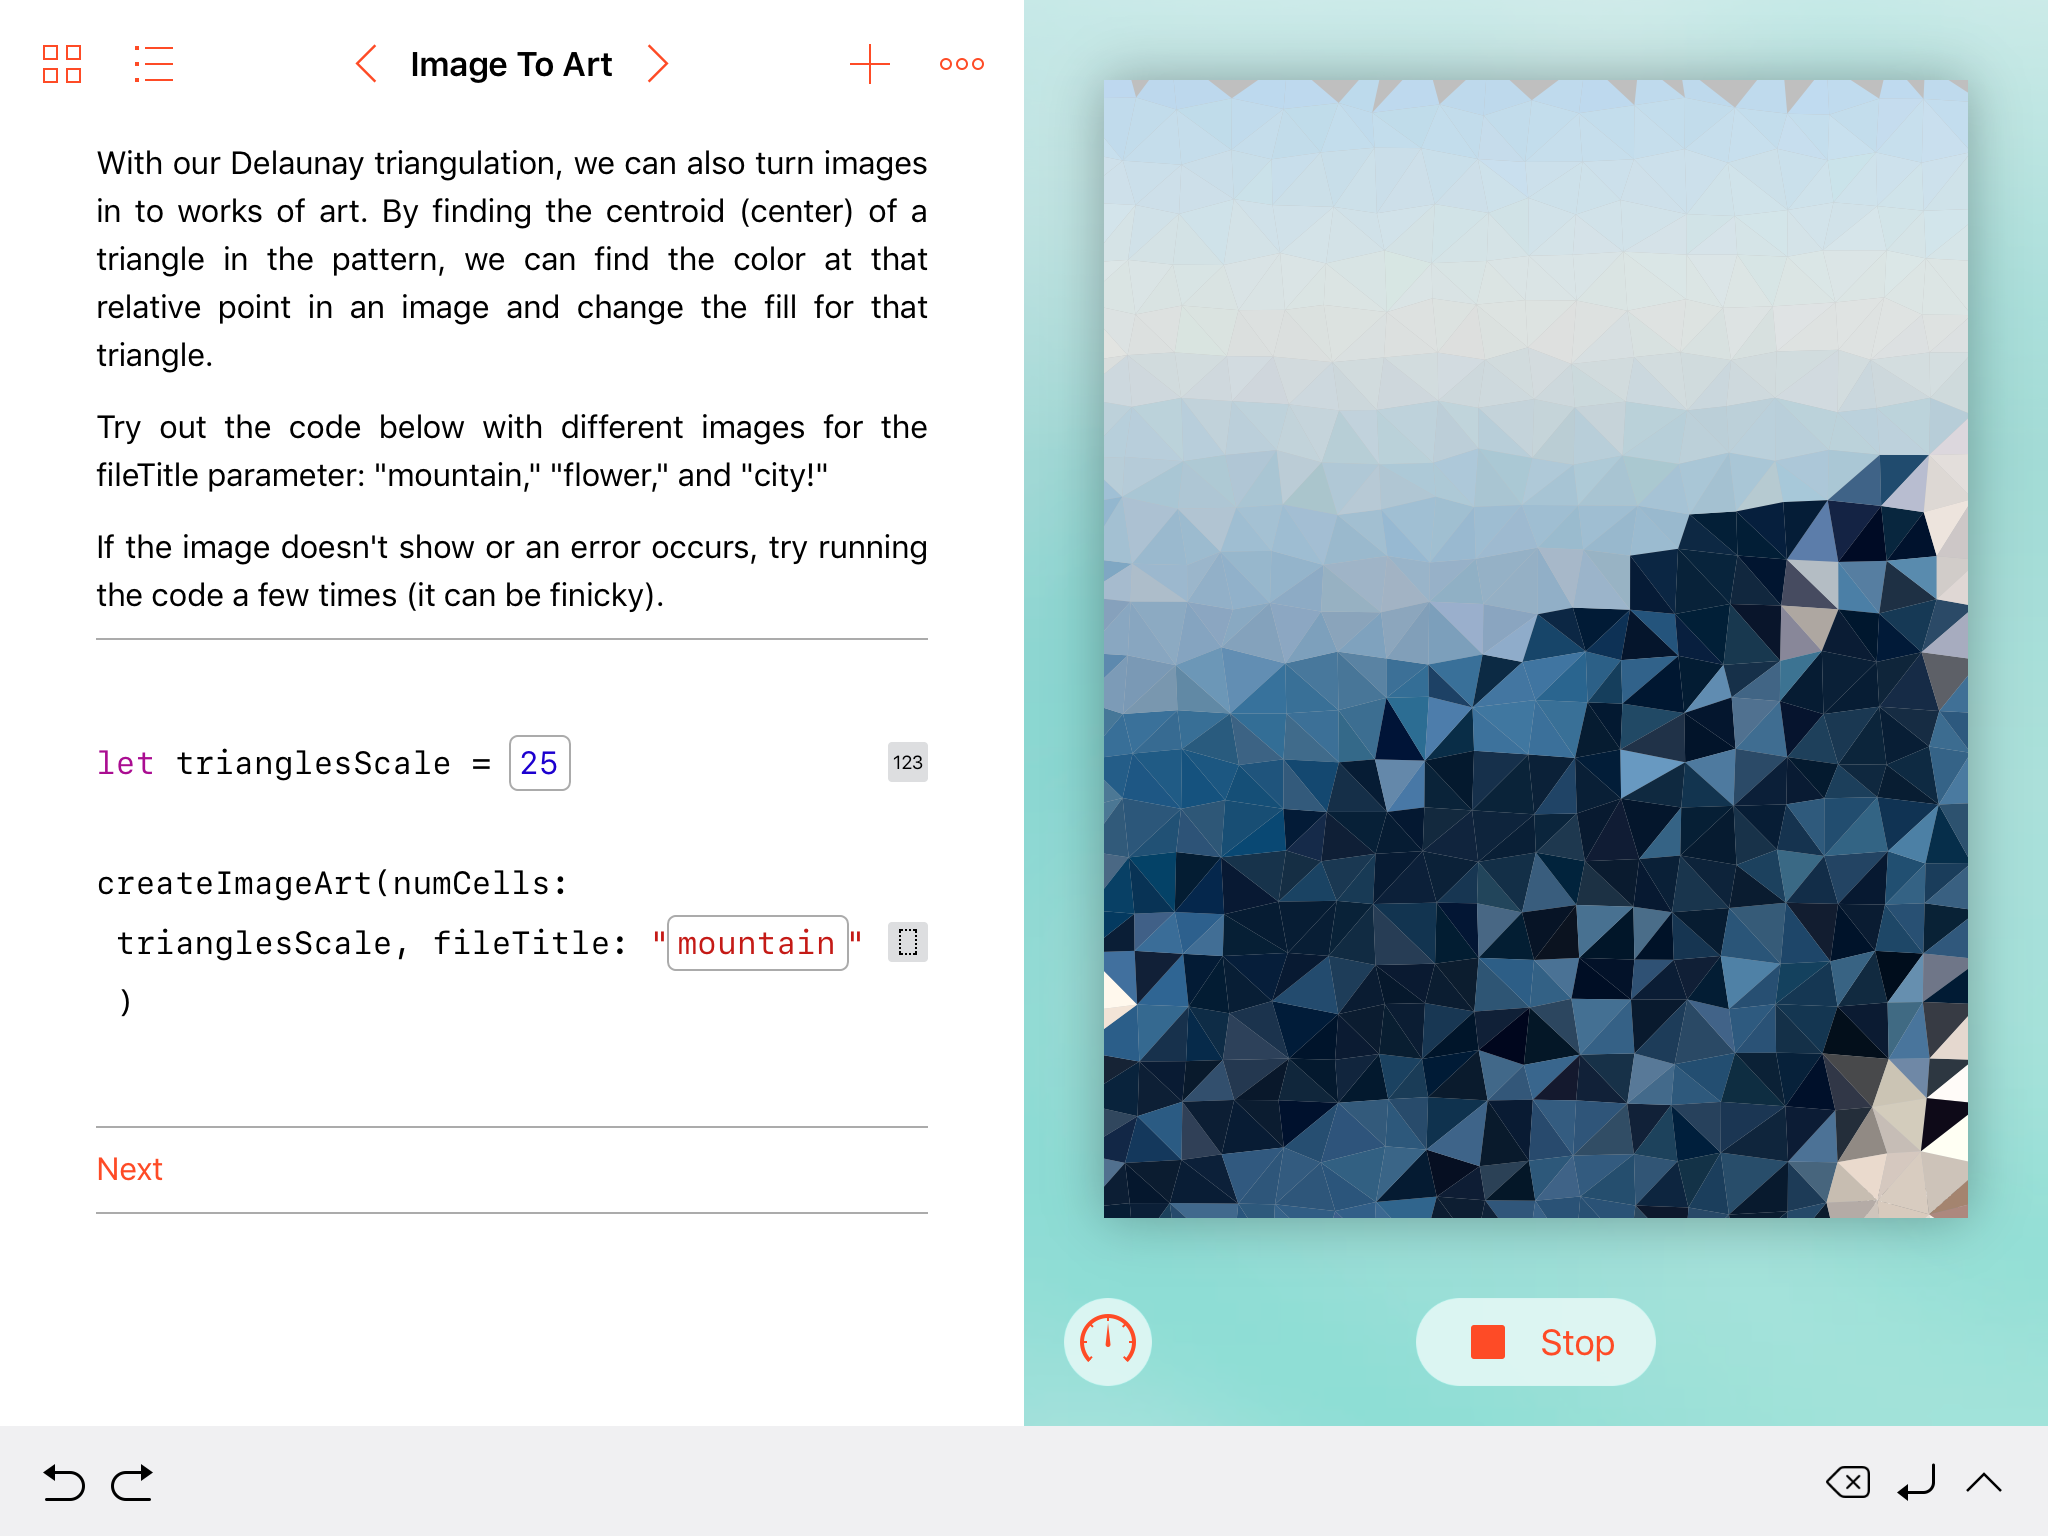 Image To Art
With our Delaunay triangulation, we can also turn images
in to works of art. By finding the centroid (center) of a
triangle in the pattern, we can find the color at that
relative point in an image and change the fill for that
triangle.
Try out the code below with different images for the
fileTitle parameter: "mountain," "flower," and "city!"
If the image doesn't show or an error occurs, try running
the code a few times (it can be finicky).
let trianglesScale = 25
123
createImageArt(numCells:
trianglesScale, fileTitle: "mountain"
)
Next
Stop